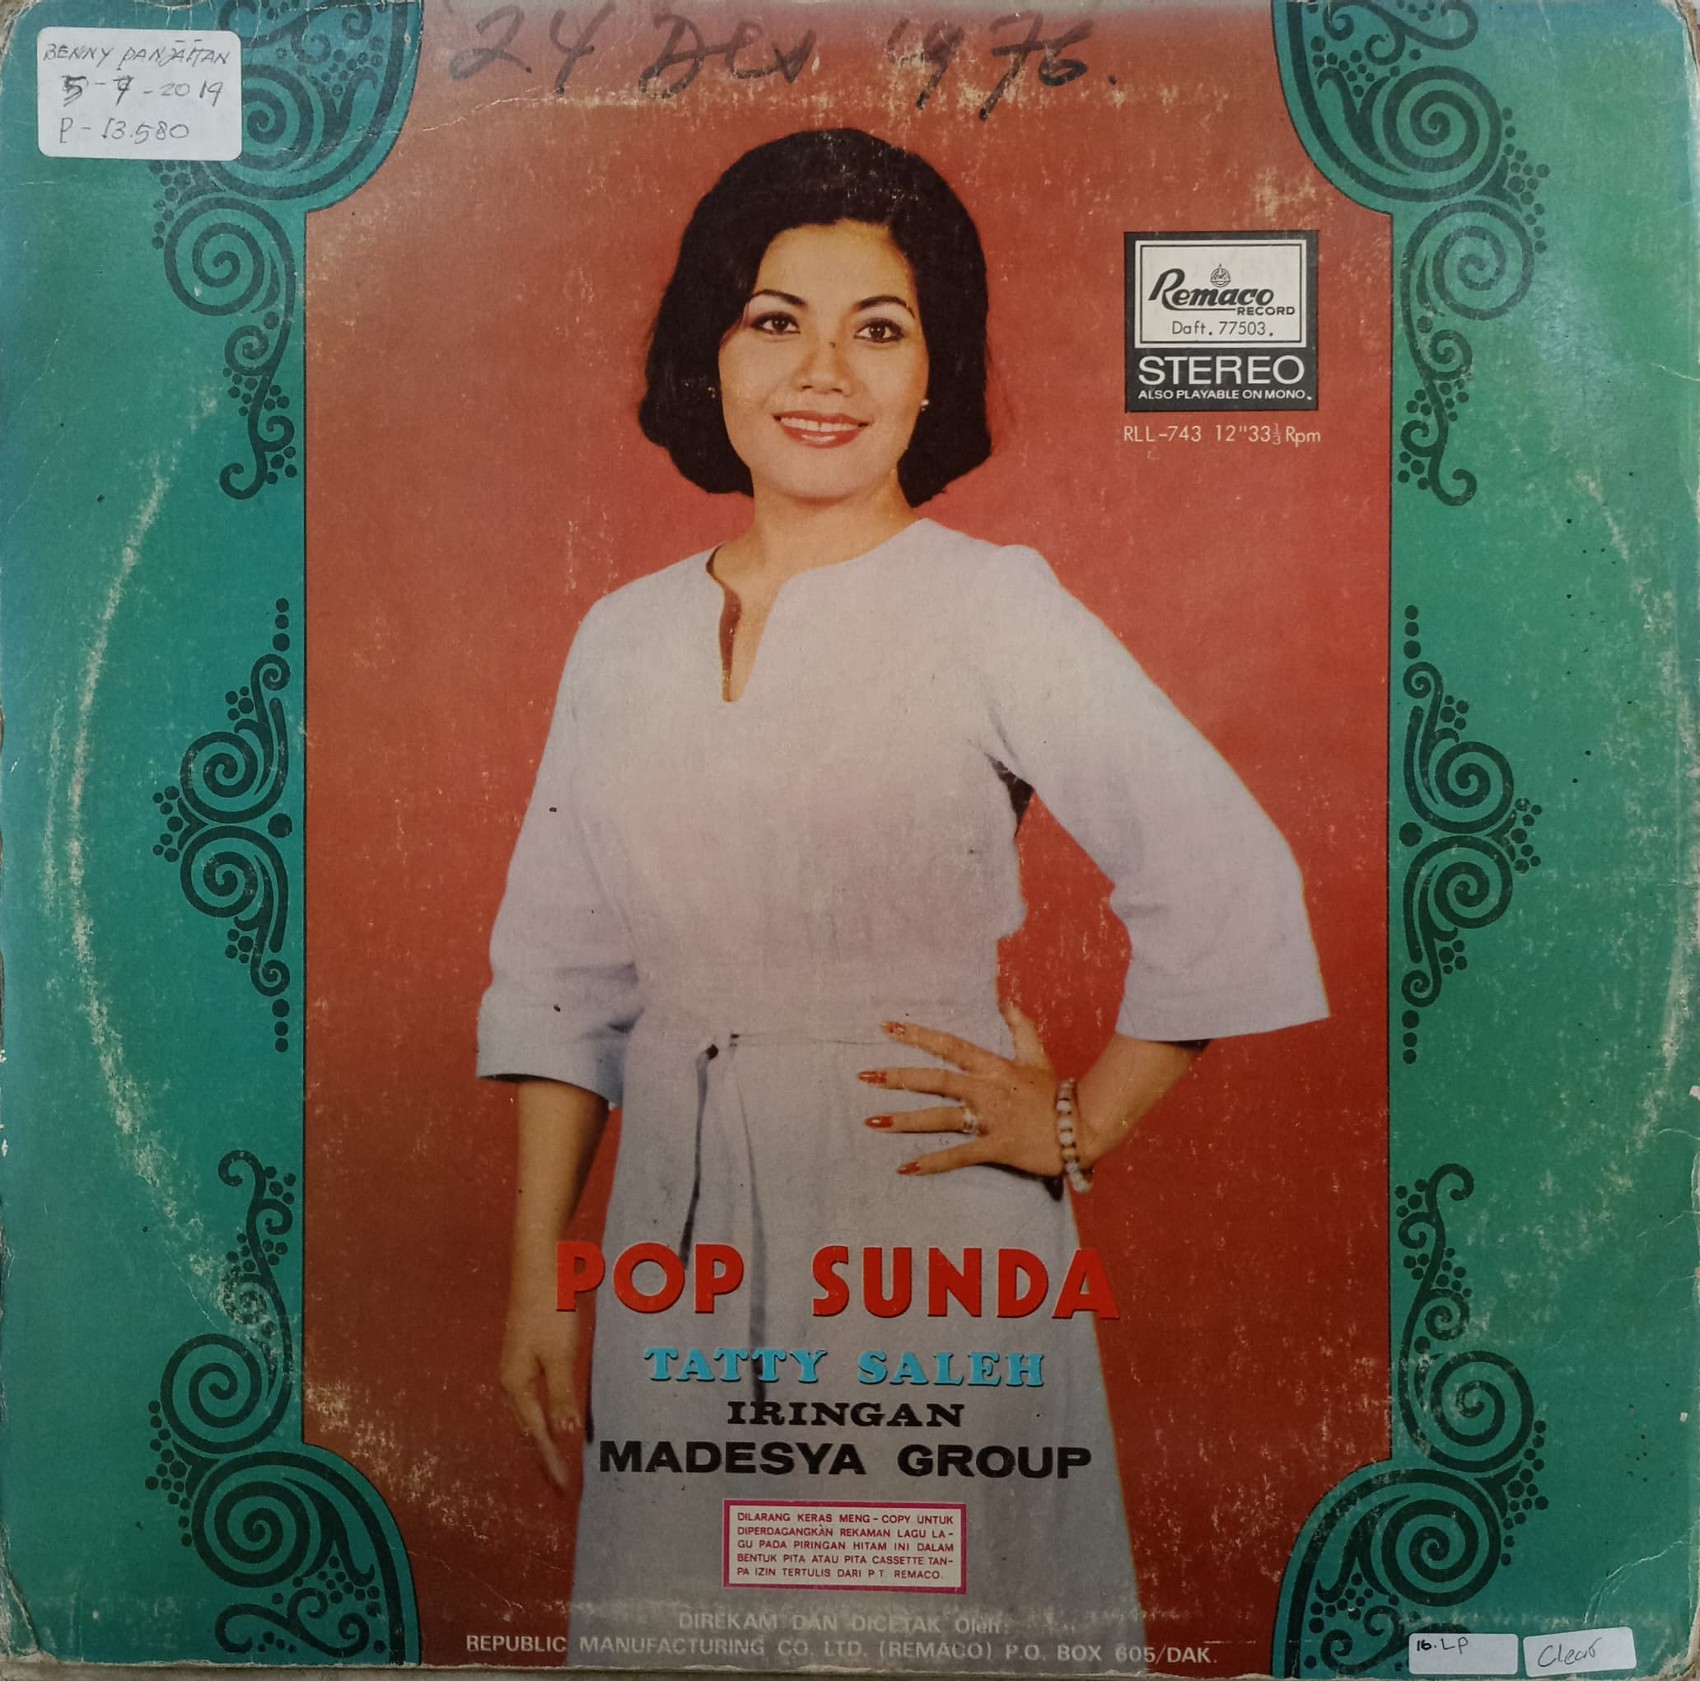 24 Des 1976.
BENNY PANJAITAN
5-9-2019
P-13.580
Remaco
RECORD
Daft. 77503.
STEREO
ALSO PLAYABLE ON MONO.
RLL-743 12"33⅓Rpm
POP SUNDA
TATTY SALEH
IRINGAN
MADESYA GROUP
DILARANG KERAS MENG-COPY UNTUK
DIPERDAGANGKAN REKAMAN LAGU LA-
GU PADA PIRINGAN HITAM INI DALAM
BENTUK PITA ATAU PITA CASSETTE TAN-
PA IZIN TERTULIS DARI P.T. REMACO.
DIREKAM DAN DICETAK Oleh:
REPUBLIC MANUFACTURING CO. LTD. (REMACO) P.O. BOX 605/DAK.
16. LP
Clear